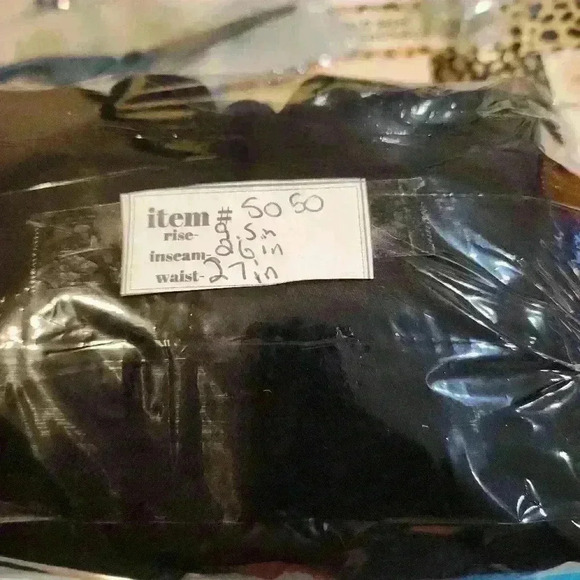 item # 5050
rise- 9.5in
inseam- 26in
waist- 27in